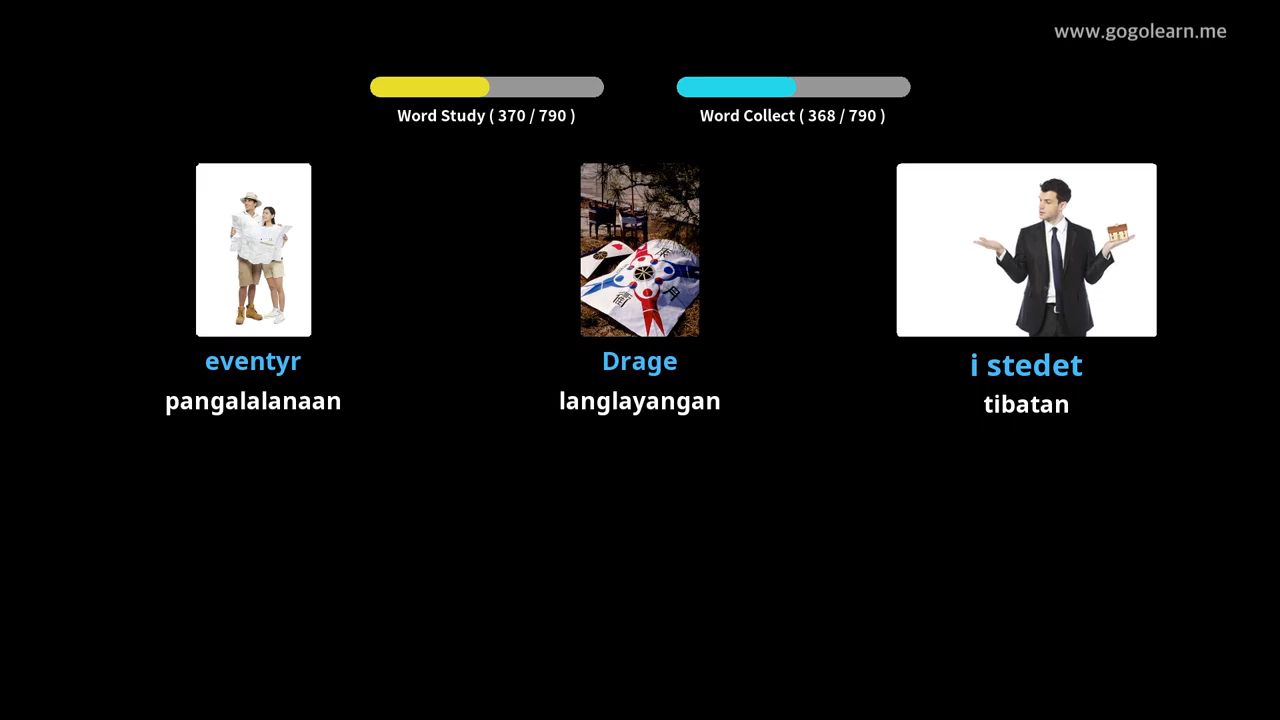 www.gogolearn.me
Word Study ( 370 / 790 )
Word Collect ( 368 / 790 )
eventyr
pangalalanaan
Drage
langlayangan
i stedet
tibatan